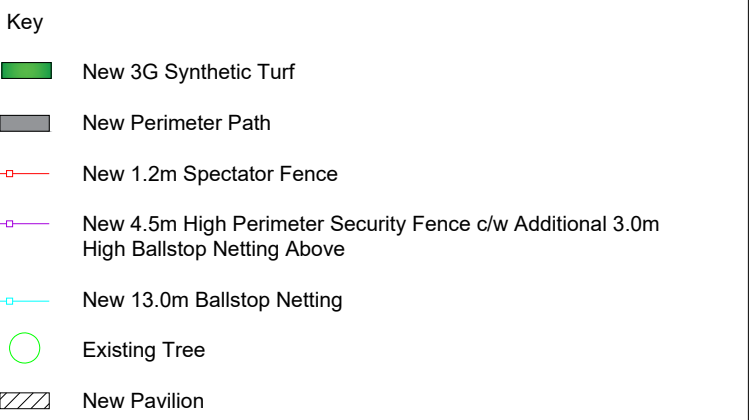 Key
New 3G Synthetic Turf
New Perimeter Path
New 1.2m Spectator Fence
New 4.5m High Perimeter Security Fence c/w Additional 3.0m
High Ballstop Netting Above
New 13.0m Ballstop Netting
Existing Tree
New Pavilion